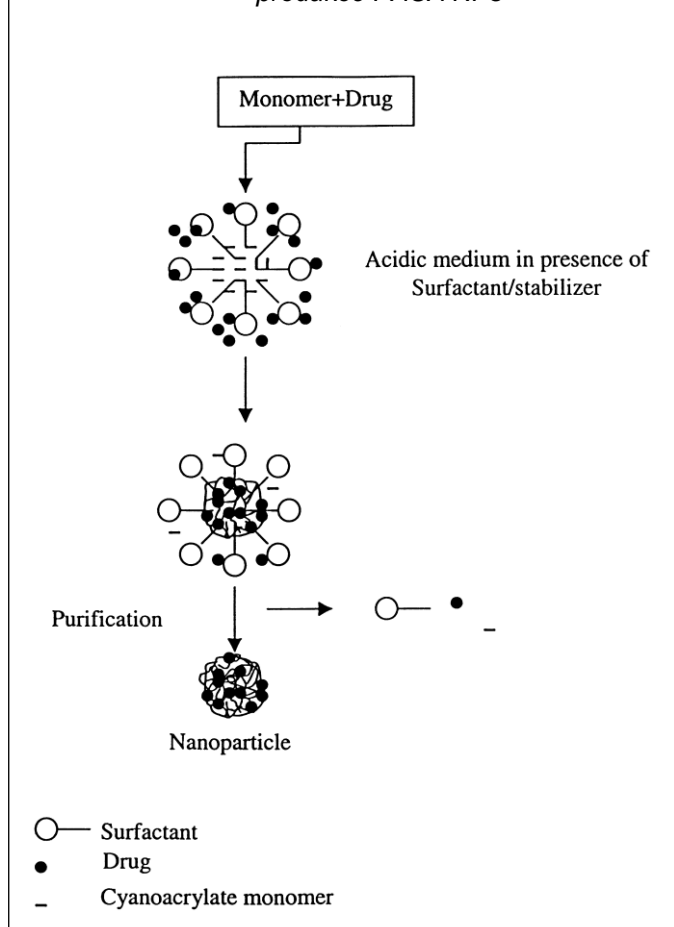 Monomer+Drug
Acidic medium in presence of
Surfactant/stabilizer
Purification
Nanoparticle
Surfactant
Drug
Cyanoacrylate monomer